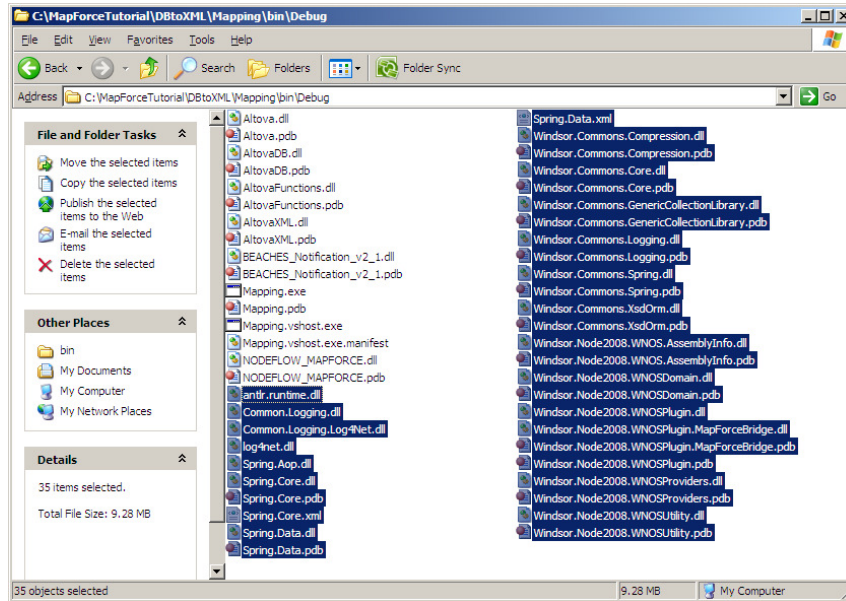 C:\MapForceTutorial\DBtoXML\Mapping\bin\Debug
File Edit View Favorites Tools Help
Back Search Folders Folder Sync
Address C:\MapForceTutorial\DBtoXML\Mapping\bin\Debug Go
File and Folder Tasks
Move the selected items
Copy the selected items
Publish the selected
items to the Web
E-mail the selected
items
Delete the selected
items
Other Places
bin
My Documents
My Computer
My Network Places
Details
35 items selected.
Total File Size: 9.28 MB
Altova.dll
Altova.pdb
AltovaDB.dll
AltovaDB.pdb
AltovaFunctions.dll
AltovaFunctions.pdb
AltovaXML.dll
AltovaXML.pdb
BEACHES_Notification_v2_1.dll
BEACHES_Notification_v2_1.pdb
Mapping.exe
Mapping.pdb
Mapping.vshost.exe
Mapping.vshost.exe.manifest
NODEFLOW_MAPFORCE.dll
NODEFLOW_MAPFORCE.pdb
antlr.runtime.dll
Common.Logging.dll
Common.Logging.Log4Net.dll
log4net.dll
Spring.Aop.dll
Spring.Core.dll
Spring.Core.pdb
Spring.Core.xml
Spring.Data.dll
Spring.Data.pdb
Spring.Data.xml
Windsor.Commons.Compression.dll
Windsor.Commons.Compression.pdb
Windsor.Commons.Core.dll
Windsor.Commons.Core.pdb
Windsor.Commons.GenericCollectionLibrary.dll
Windsor.Commons.GenericCollectionLibrary.pdb
Windsor.Commons.Logging.dll
Windsor.Commons.Logging.pdb
Windsor.Commons.Spring.dll
Windsor.Commons.Spring.pdb
Windsor.Commons.XsdOrm.dll
Windsor.Commons.XsdOrm.pdb
Windsor.Node2008.WNOS.AssemblyInfo.dll
Windsor.Node2008.WNOS.AssemblyInfo.pdb
Windsor.Node2008.WNOSDomain.dll
Windsor.Node2008.WNOSDomain.pdb
Windsor.Node2008.WNOSPlugin.dll
Windsor.Node2008.WNOSPlugin.MapForceBridge.dll
Windsor.Node2008.WNOSPlugin.MapForceBridge.pdb
Windsor.Node2008.WNOSPlugin.pdb
Windsor.Node2008.WNOSProviders.dll
Windsor.Node2008.WNOSProviders.pdb
Windsor.Node2008.WNOSUtility.dll
Windsor.Node2008.WNOSUtility.pdb
35 objects selected 9.28 MB My Computer